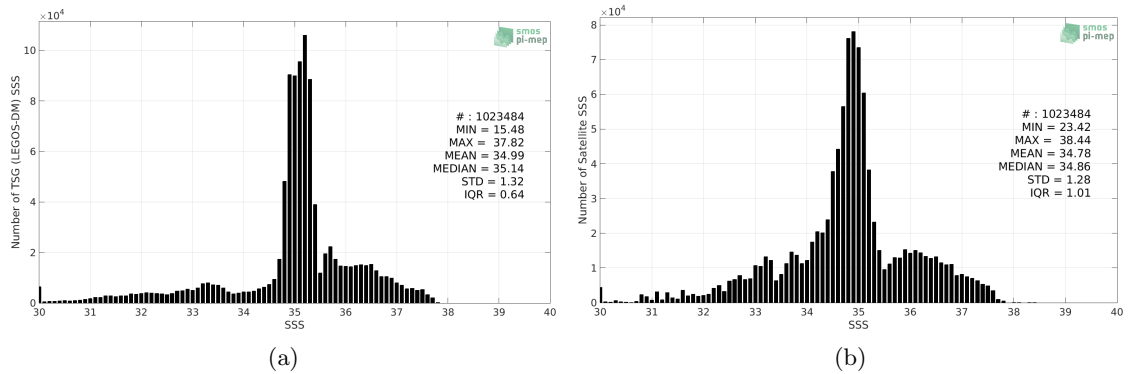 ×10⁴
smos
pi-mep
Number of TSG (LEGOS-DM) SSS
10
8
6
4
2
0
# : 1023484
MIN = 15.48
MAX = 37.82
MEAN = 34.99
MEDIAN = 35.14
STD = 1.32
IQR = 0.64
30 31 32 33 34 35 36 37 38 39 40
SSS
(a)
×10⁴
smos
pi-mep
Number of Satellite SSS
8
7
6
5
4
3
2
1
0
# : 1023484
MIN = 23.42
MAX = 38.44
MEAN = 34.78
MEDIAN = 34.86
STD = 1.28
IQR = 1.01
30 31 32 33 34 35 36 37 38 39 40
SSS
(b)